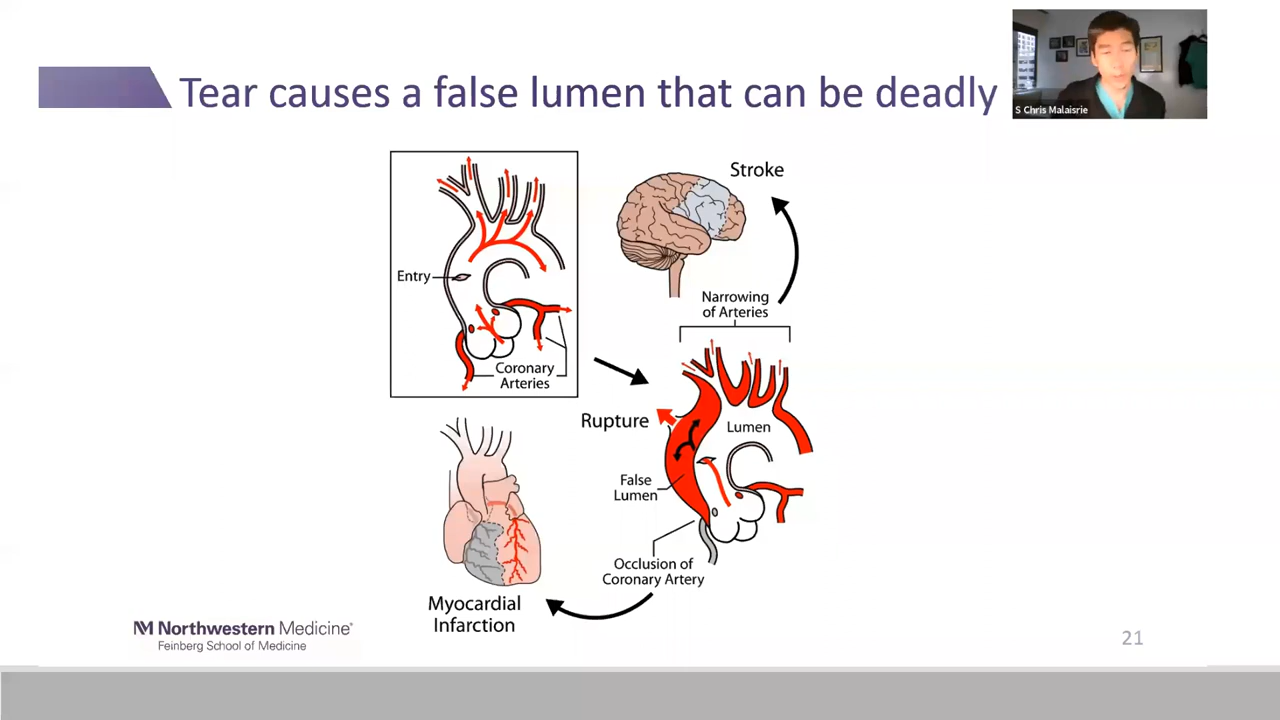 Tear causes a false lumen that can be deadly
S Chris Malaisrie
Entry
Coronary
Arteries
Stroke
Narrowing
of Arteries
Rupture
Lumen
False
Lumen
Occlusion of
Coronary Artery
Myocardial
Infarction
Northwestern Medicine®
Feinberg School of Medicine
21